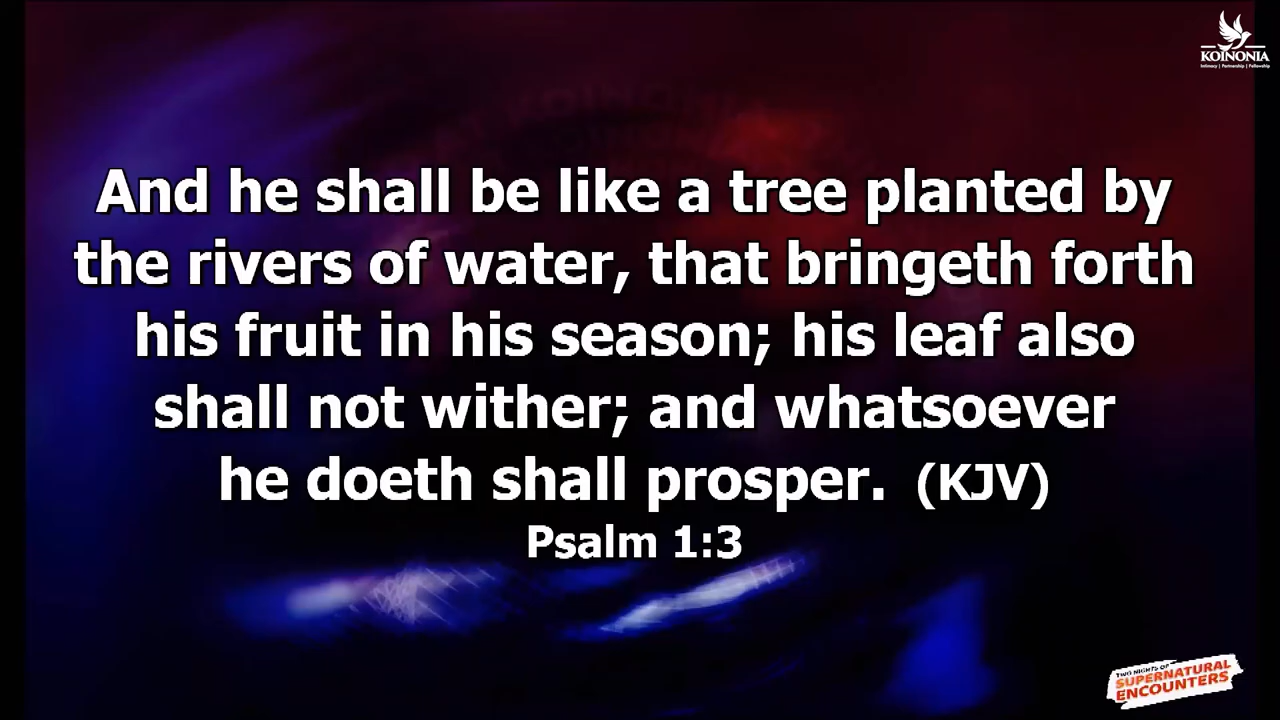 KOINONIA
Intimacy | Partnership | Fellowship
And he shall be like a tree planted by
the rivers of water, that bringeth forth
his fruit in his season; his leaf also
shall not wither; and whatsoever
he doeth shall prosper. (KJV)
Psalm 1:3
TWO NIGHTS OF
SUPERNATURAL
ENCOUNTERS